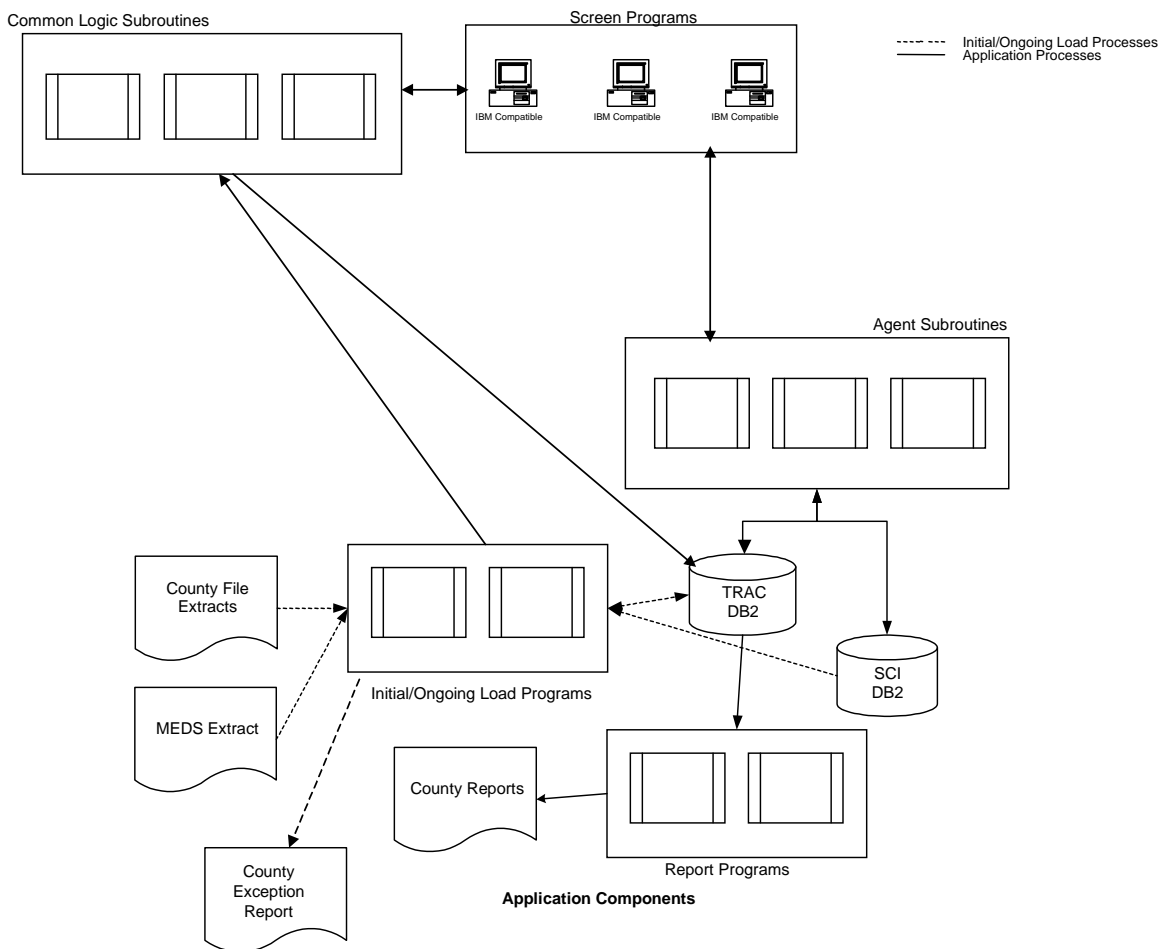 Common Logic Subroutines
Screen Programs
Initial/Ongoing Load Processes
Application Processes
IBM Compatible
IBM Compatible
IBM Compatible
Agent Subroutines
County File
Extracts
TRAC
DB2
SCI
DB2
Initial/Ongoing Load Programs
MEDS Extract
County Reports
County
Exception
Report
Report Programs
Application Components